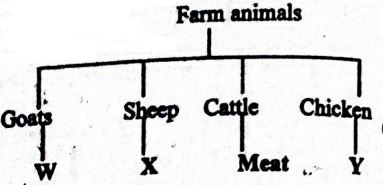 Farm animals
Goats Sheep Cattle Chicken
W X Meat Y